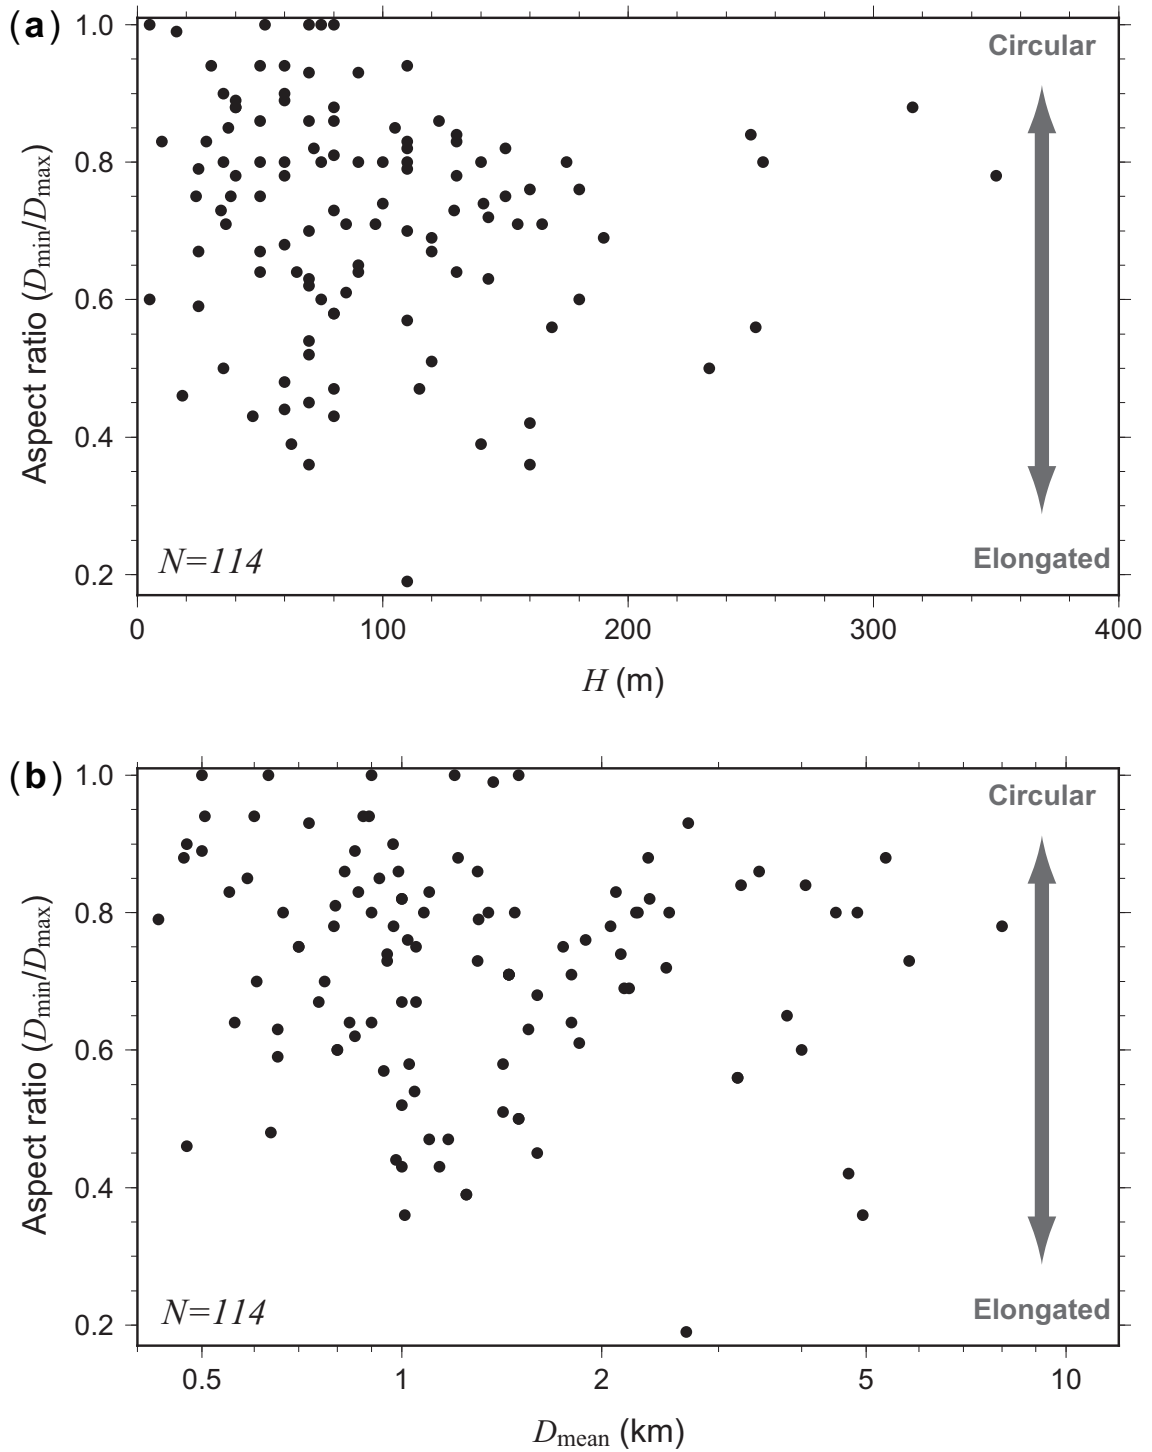 (a)
1.0
0.8
0.6
0.4
0.2
Aspect ratio (Dmin/Dmax)
Circular
Elongated
N=114
0 100 200 300 400
H (m)
(b)
1.0
0.8
0.6
0.4
0.2
Aspect ratio (Dmin/Dmax)
Circular
Elongated
N=114
0.5 1 2 5 10
Dmean (km)